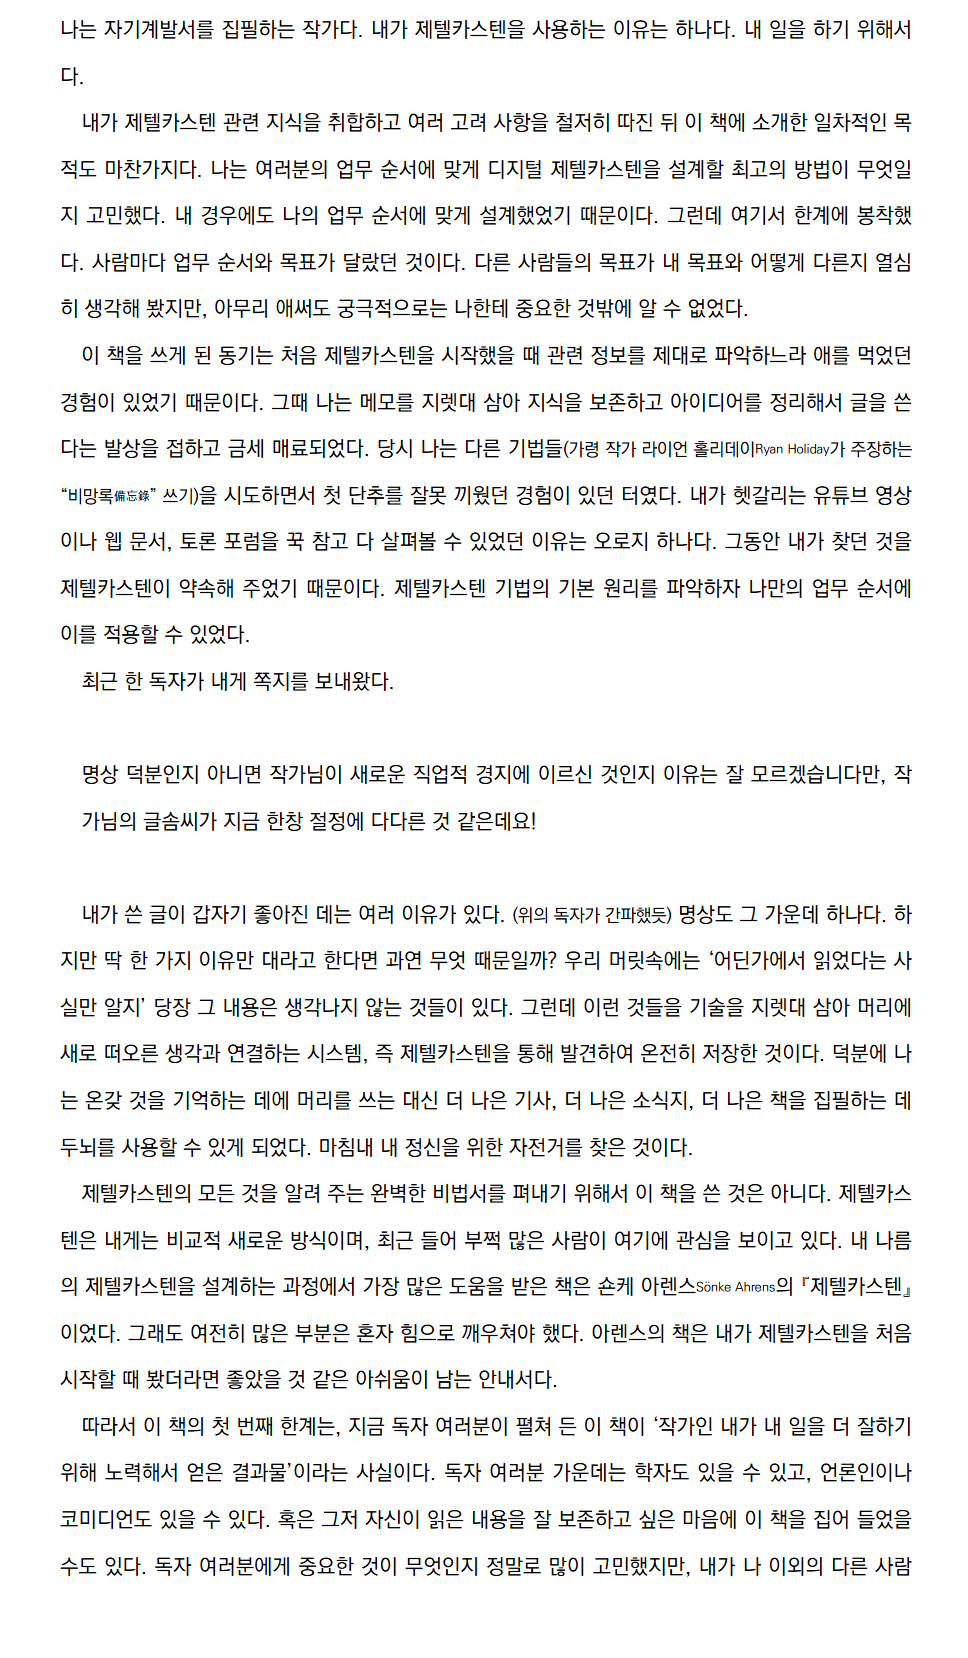 나는 자기계발서를 집필하는 작가다. 내가 제텔카스텐을 사용하는 이유는 하나다. 내 일을 하기 위해서
다.
내가 제텔카스텐 관련 지식을 취합하고 여러 고려 사항을 철저히 따진 뒤 이 책에 소개한 일차적인 목
적도 마찬가지다. 나는 여러분의 업무 순서에 맞게 디지털 제텔카스텐을 설계할 최고의 방법이 무엇일
지 고민했다. 내 경우에도 나의 업무 순서에 맞게 설계했었기 때문이다. 그런데 여기서 한계에 봉착했
다. 사람마다 업무 순서와 목표가 달랐던 것이다. 다른 사람들의 목표가 내 목표와 어떻게 다른지 열심
히 생각해 봤지만, 아무리 애써도 궁극적으로는 나한테 중요한 것밖에 알 수 없었다.
이 책을 쓰게 된 동기는 처음 제텔카스텐을 시작했을 때 관련 정보를 제대로 파악하느라 애를 먹었던
경험이 있었기 때문이다. 그때 나는 메모를 지렛대 삼아 지식을 보존하고 아이디어를 정리해서 글을 쓴
다는 발상을 접하고 금세 매료되었다. 당시 나는 다른 기법들(가령 작가 라이언 홀리데이Ryan Holiday가 주장하는
“비망록備忘錄” 쓰기)을 시도하면서 첫 단추를 잘못 끼웠던 경험이 있던 터였다. 내가 헷갈리는 유튜브 영상
이나 웹 문서, 토론 포럼을 꾹 참고 다 살펴볼 수 있었던 이유는 오로지 하나다. 그동안 내가 찾던 것을
제텔카스텐이 약속해 주었기 때문이다. 제텔카스텐 기법의 기본 원리를 파악하자 나만의 업무 순서에
이를 적용할 수 있었다.
최근 한 독자가 내게 쪽지를 보내왔다.
명상 덕분인지 아니면 작가님이 새로운 직업적 경지에 이르신 것인지 이유는 잘 모르겠습니다만, 작
가님의 글솜씨가 지금 한창 절정에 다다른 것 같은데요!
내가 쓴 글이 갑자기 좋아진 데는 여러 이유가 있다. (위의 독자가 간파했듯) 명상도 그 가운데 하나다. 하
지만 딱 한 가지 이유만 대라고 한다면 과연 무엇 때문일까? 우리 머릿속에는 ‘어딘가에서 읽었다는 사
실만 알지’ 당장 그 내용은 생각나지 않는 것들이 있다. 그런데 이런 것들을 기술을 지렛대 삼아 머리에
새로 떠오른 생각과 연결하는 시스템, 즉 제텔카스텐을 통해 발견하여 온전히 저장한 것이다. 덕분에 나
는 온갖 것을 기억하는 데에 머리를 쓰는 대신 더 나은 기사, 더 나은 소식지, 더 나은 책을 집필하는 데
두뇌를 사용할 수 있게 되었다. 마침내 내 정신을 위한 자전거를 찾은 것이다.
제텔카스텐의 모든 것을 알려 주는 완벽한 비법서를 펴내기 위해서 이 책을 쓴 것은 아니다. 제텔카스
텐은 내게는 비교적 새로운 방식이며, 최근 들어 부쩍 많은 사람이 여기에 관심을 보이고 있다. 내 나름
의 제텔카스텐을 설계하는 과정에서 가장 많은 도움을 받은 책은 숀케 아렌스Sönke Ahrens의 『제텔카스텐』
이었다. 그래도 여전히 많은 부분은 혼자 힘으로 깨우쳐야 했다. 아렌스의 책은 내가 제텔카스텐을 처음
시작할 때 봤더라면 좋았을 것 같은 아쉬움이 남는 안내서다.
따라서 이 책의 첫 번째 한계는, 지금 독자 여러분이 펼쳐 든 이 책이 ‘작가인 내가 내 일을 더 잘하기
위해 노력해서 얻은 결과물’이라는 사실이다. 독자 여러분 가운데는 학자도 있을 수 있고, 언론인이나
코미디언도 있을 수 있다. 혹은 그저 자신이 읽은 내용을 잘 보존하고 싶은 마음에 이 책을 집어 들었을
수도 있다. 독자 여러분에게 중요한 것이 무엇인지 정말로 많이 고민했지만, 내가 나 이외의 다른 사람